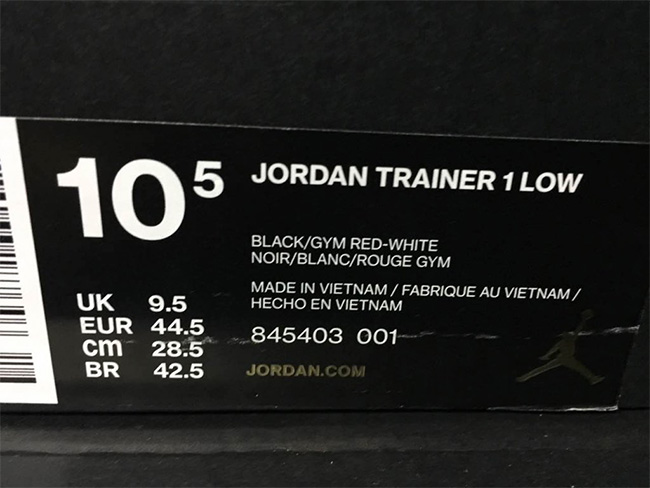 10 5
JORDAN TRAINER 1 LOW
BLACK/GYM RED-WHITE
NOIR/BLANC/ROUGE GYM
MADE IN VIETNAM / FABRIQUE AU VIETNAM /
HECHO EN VIETNAM
UK 9.5
EUR 44.5
cm 28.5
BR 42.5
845403 001
JORDAN.COM